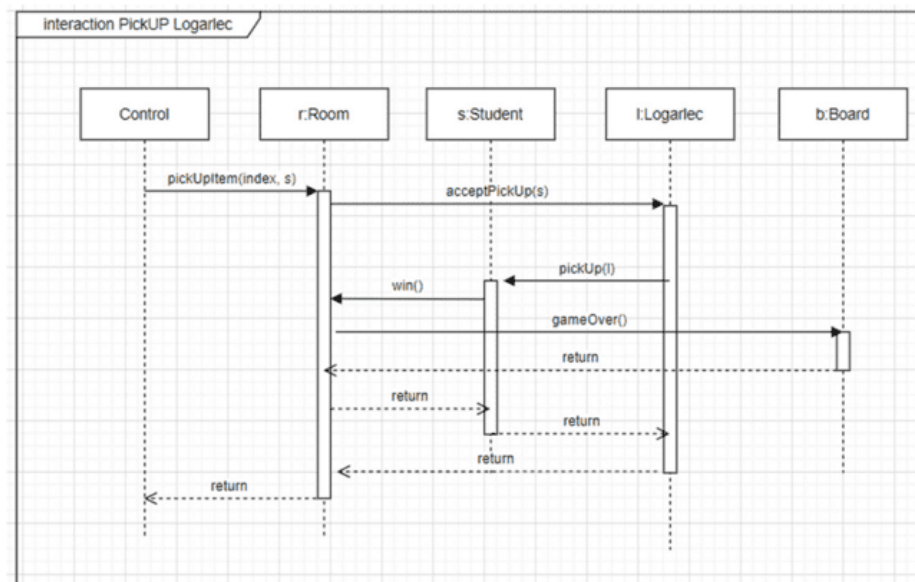 interaction PickUP Logarlec
Control
r:Room
s:Student
l:Logarlec
b:Board
pickUpItem(index, s)
acceptPickUp(s)
pickUp(l)
win()
gameOver()
return
return
return
return
return